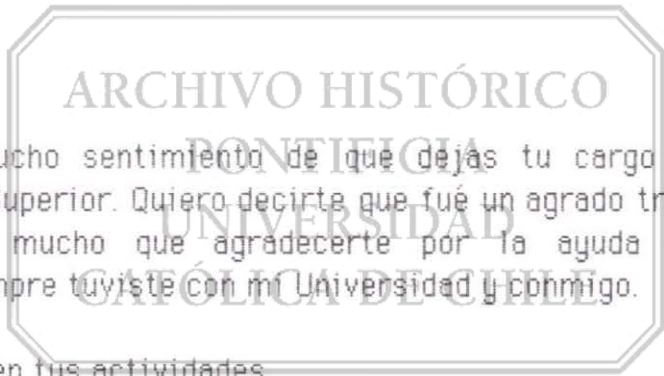 ARCHIVO HISTÓRICO
PONTIFICIA
UNIVERSIDAD
CATÓLICA DE CHILE
ucho sentimiento de que dejas tu cargo
uperior. Quiero decirte que fué un agrado tr
mucho que agradecerte por la ayuda
mpre tuviste con mi Universidad y conmigo.
en tus actividades